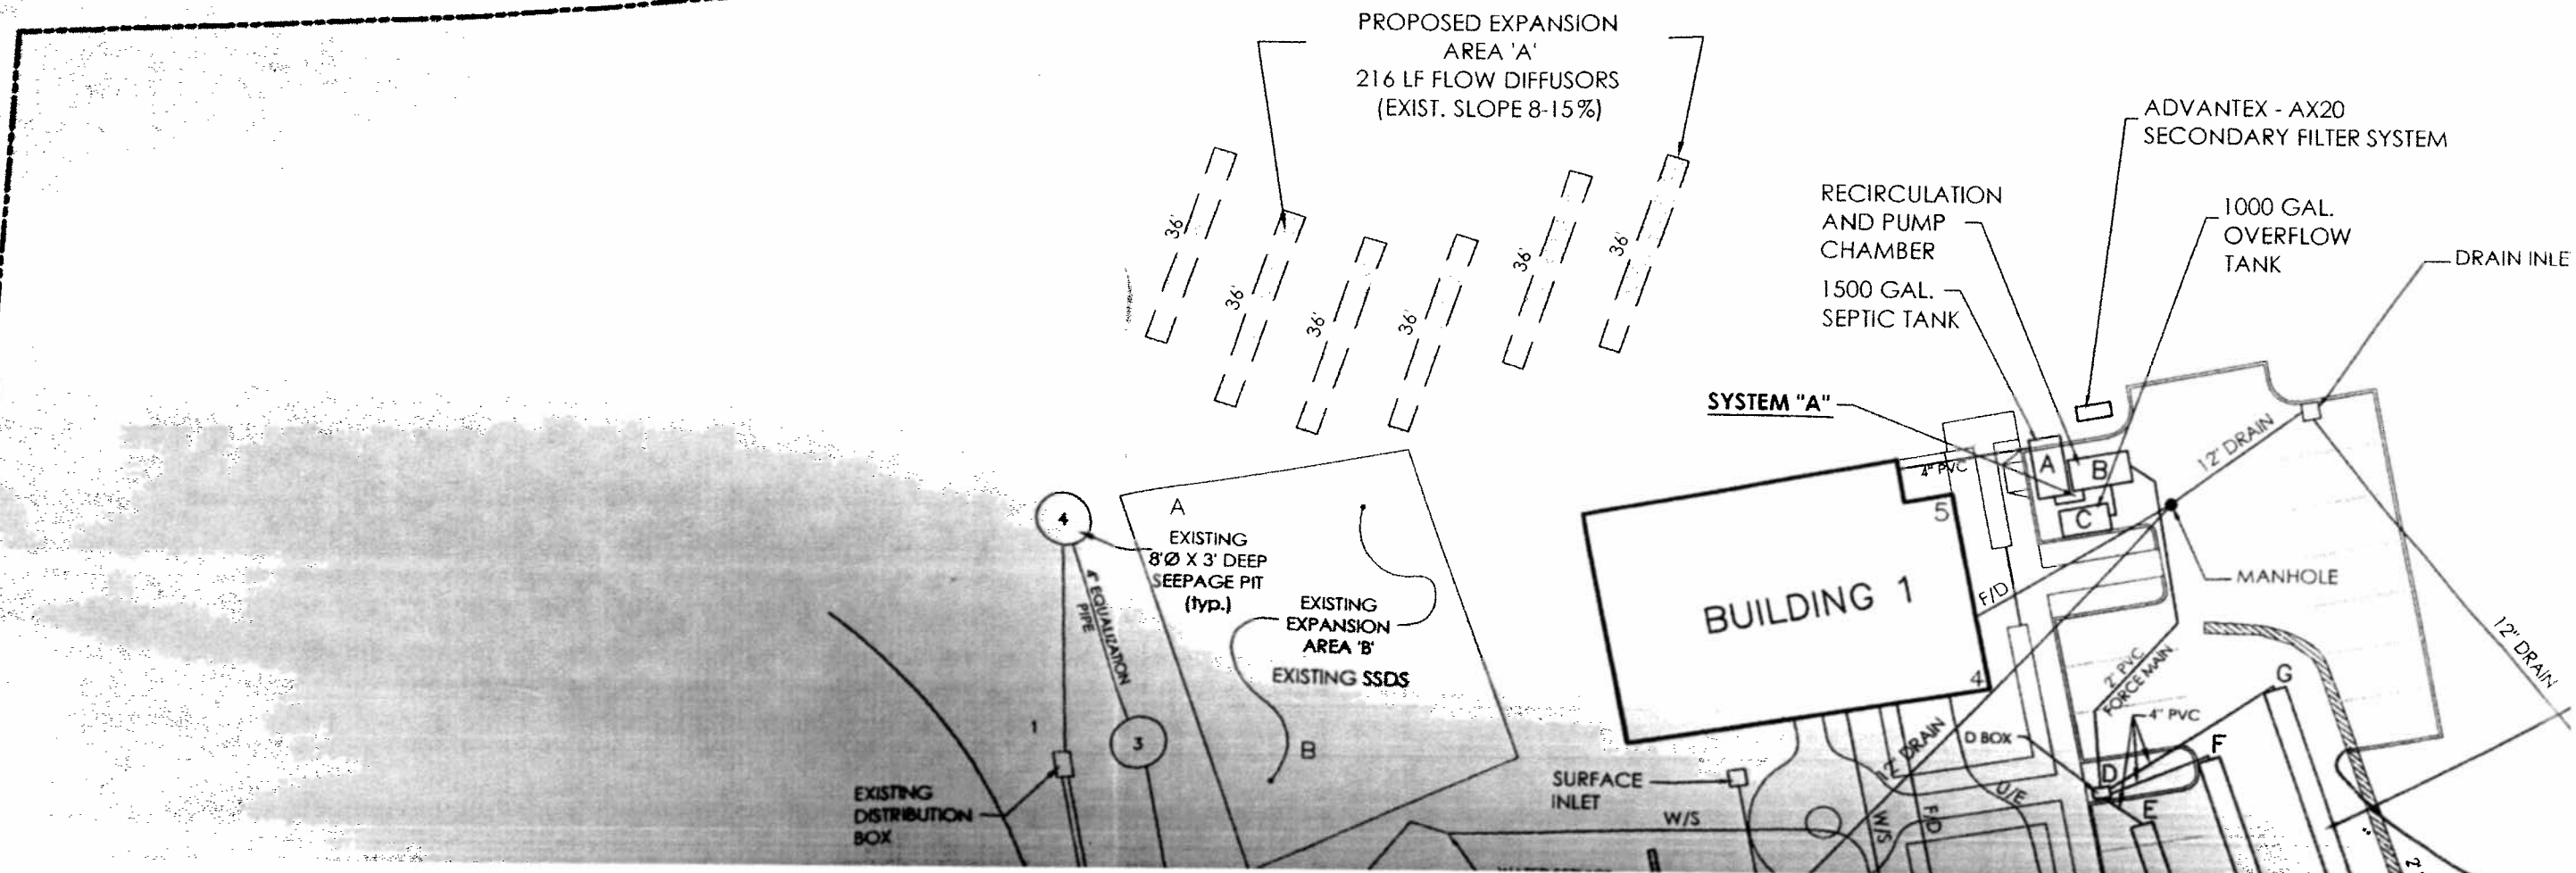 PROPOSED EXPANSION
AREA 'A'
216 LF FLOW DIFFUSORS
(EXIST. SLOPE 8-15%)
ADVANTEX - AX20
SECONDARY FILTER SYSTEM
RECIRCULATION
AND PUMP
CHAMBER
1000 GAL.
OVERFLOW
TANK
DRAIN INLE
1500 GAL.
SEPTIC TANK
36'
36'
36'
36'
36'
36'
SYSTEM "A"
4" PVC
A
B
C
12" DRAIN
MANHOLE
12" DRAIN
BUILDING 1
5
4
F/D
4
A
EXISTING
8'Ø X 3' DEEP
SEEPAGE PIT
(typ.)
4" EQUALIZATION
PIPE
EXISTING
EXPANSION
AREA 'B'
EXISTING SSDS
B
1
3
EXISTING
DISTRIBUTION
BOX
SURFACE
INLET
W/S
12" DRAIN
W/S
F/D
U/E
D BOX
2" PVC
FORCE MAIN
4" PVC
G
F
D
E